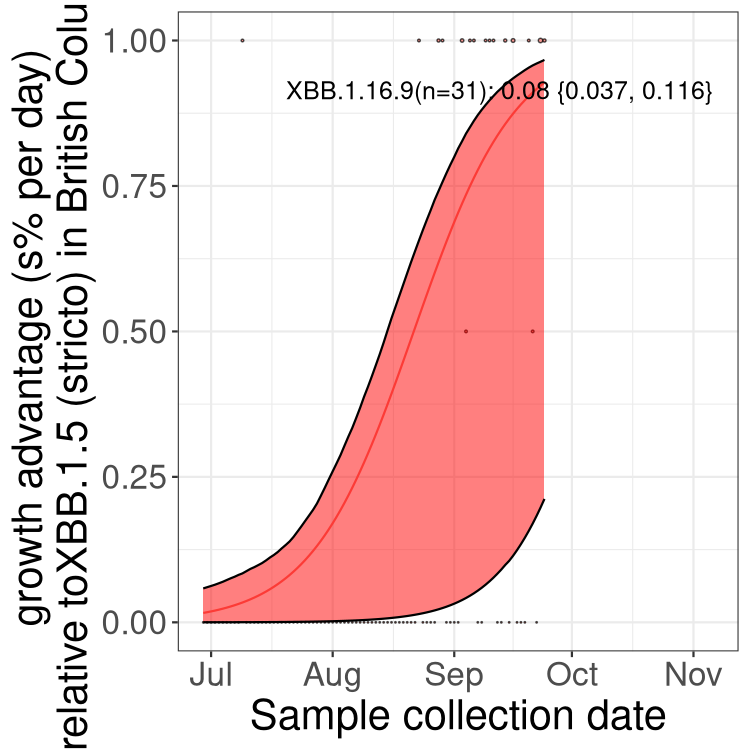 growth advantage (s% per day)
relative toXBB.1.5 (stricto) in British Colu
1.00
0.75
0.50
0.25
0.00
XBB.1.16.9(n=31): 0.08 {0.037, 0.116}
Jul Aug Sep Oct Nov
Sample collection date